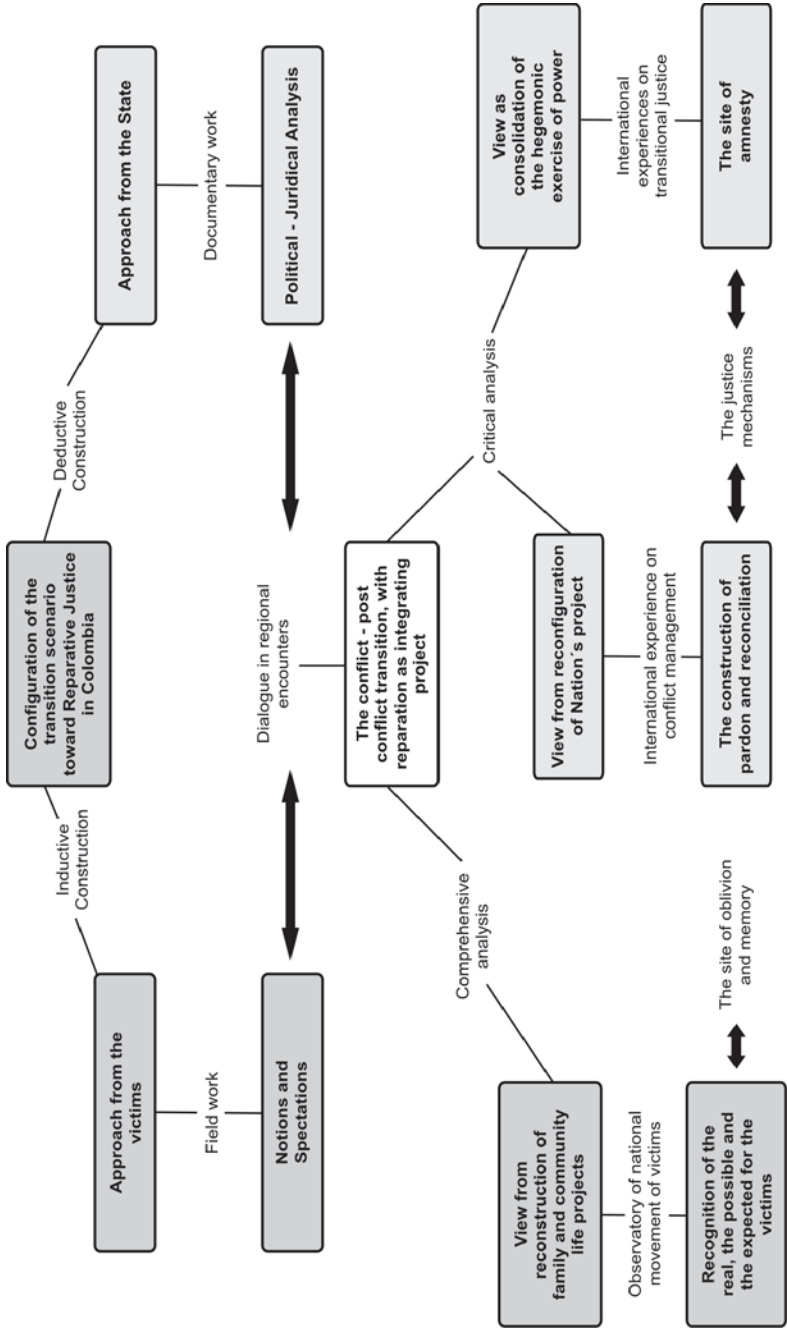 Configuration of the
transition scenario
toward Reparative Justice
in Colombia
Inductive
Construction
Deductive
Construction
Approach from the
victims
Approach from the State
Field work
Documentary work
Notions and
Spectations
Dialogue in regional
encounters
Political - Juridical Analysis
The conflict - post
conflict transition, with
reparation as integrating
project
Comprehensive
analysis
Critical analysis
View from
reconstruction of
family and community
life projects
View from reconfiguration
of Nation´s project
View as
consolidation of
the hegemonic
exercise of power
Observatory of national
movement of victims
International experience on
conflict management
International
experiences on
transitional justice
Recognition of the
real, the possible and
the expected for the
victims
The site of oblivion
and memory
The construction of
pardon and reconciliation
The justice
mechanisms
The site of
amnesty